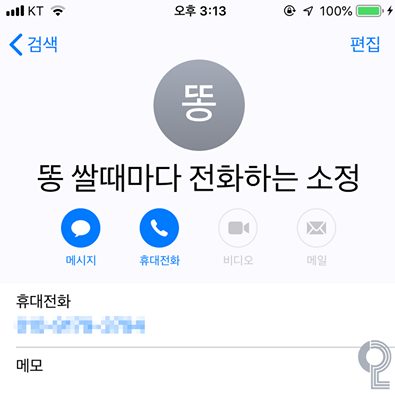 KT 오후 3:13 100%
검색 편집
똥
똥 쌀때마다 전화하는 소정
메시지 휴대전화 비디오 메일
휴대전화
메모